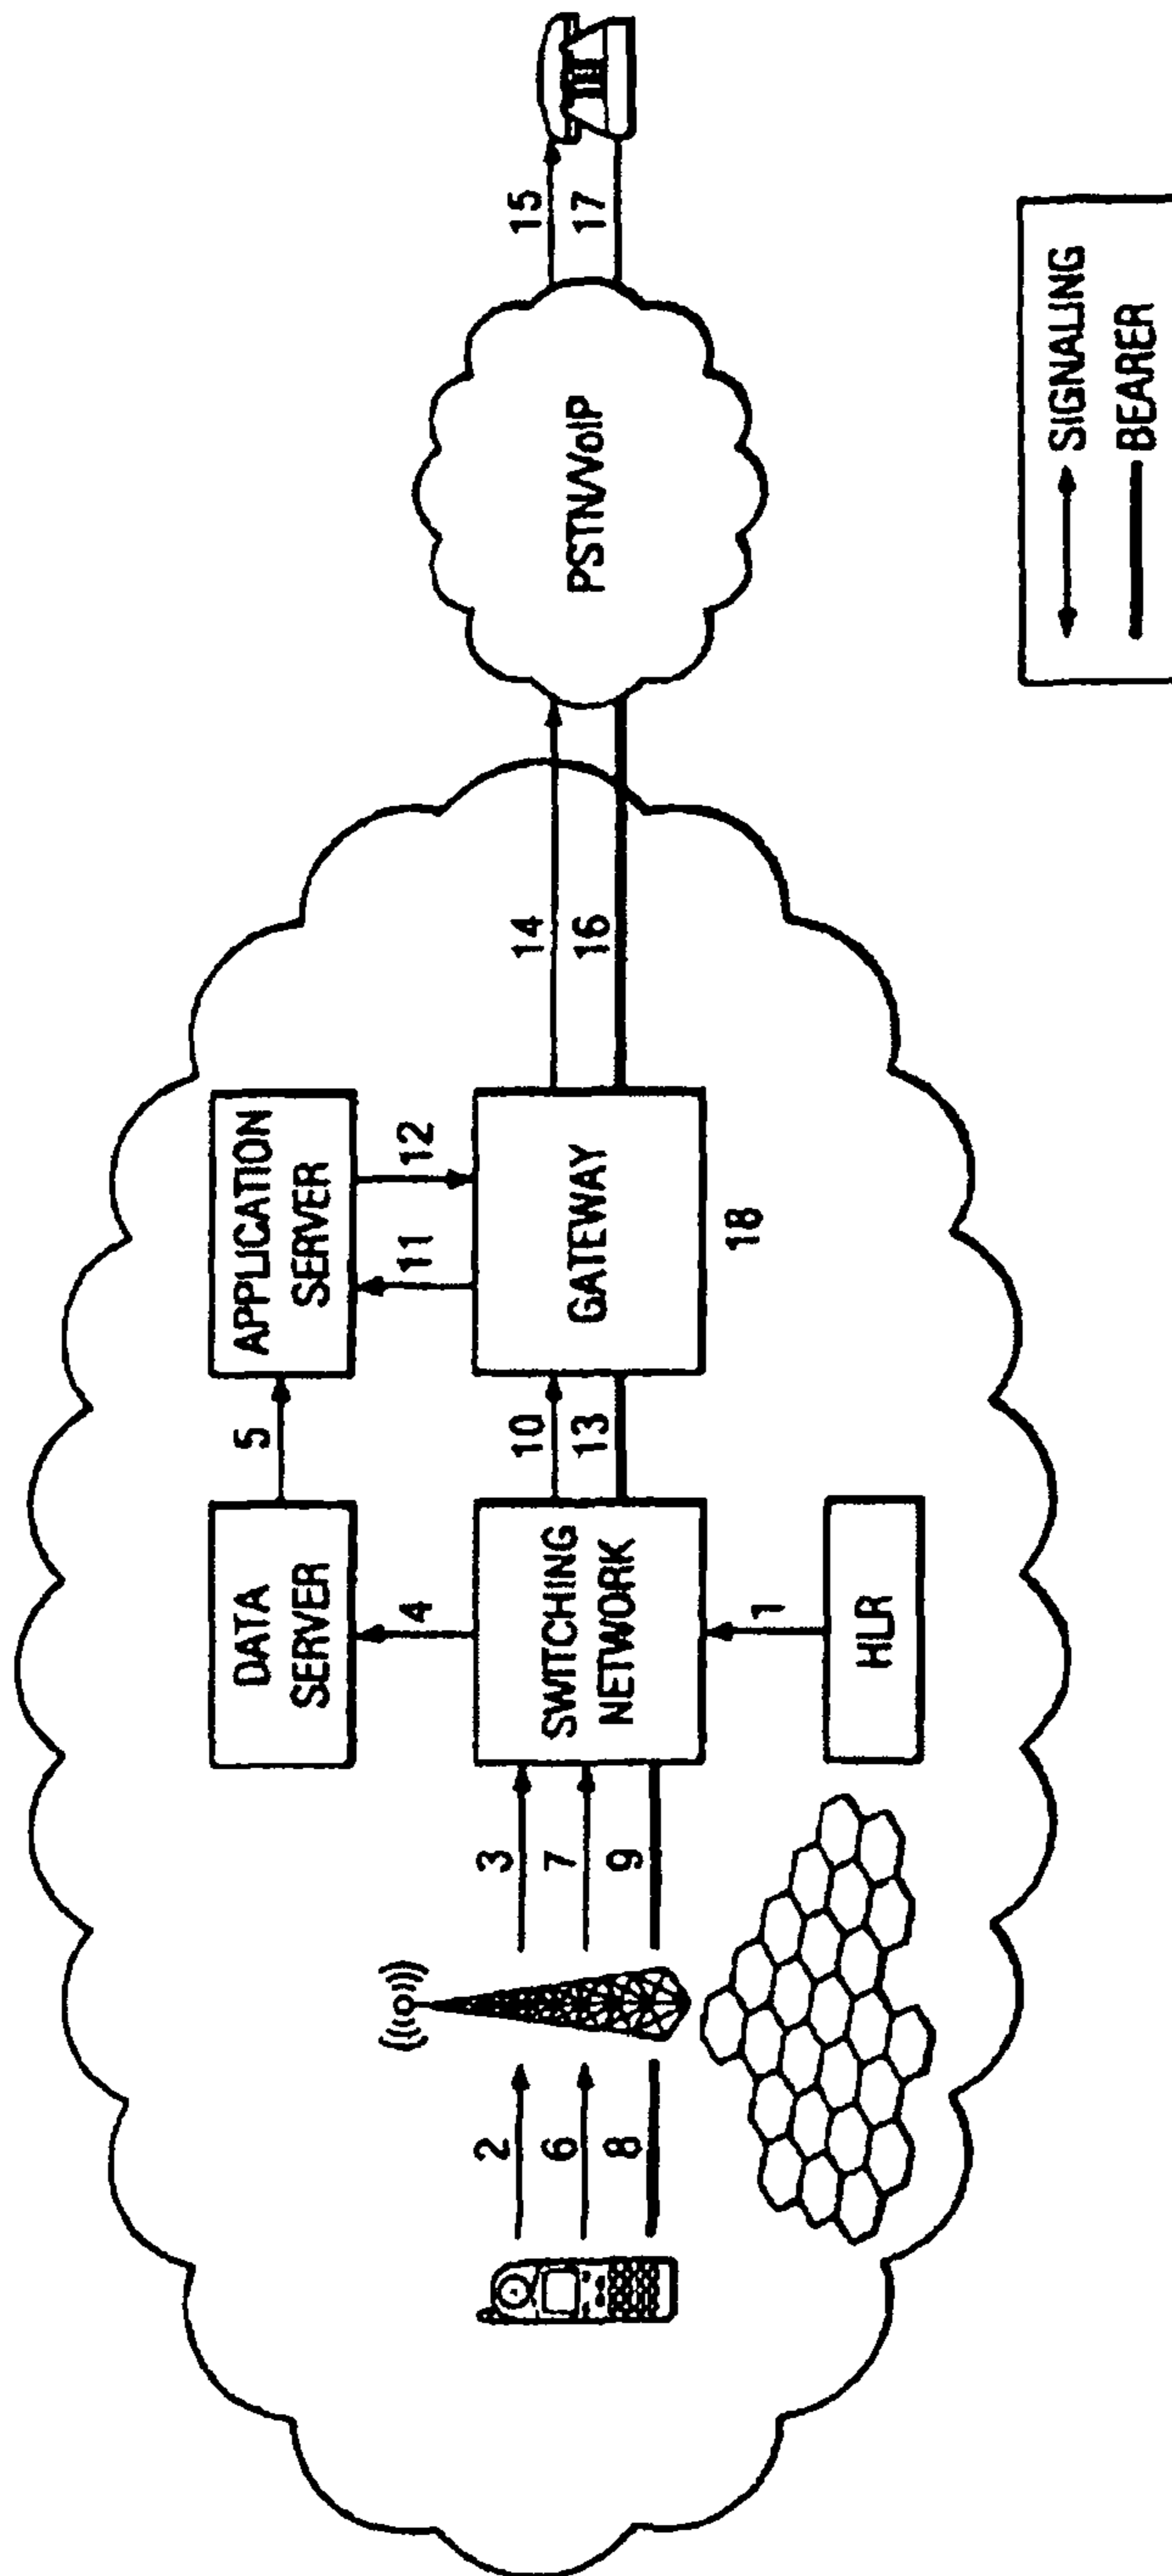 DATA
SERVER
5
APPLICATION
SERVER
4
11
12
2
6
8
3
7
9
SWITCHING
NETWORK
10
13
GATEWAY
18
14
16
PSTN/VoIP
15
17
1
HLR
SIGNALING
BEARER